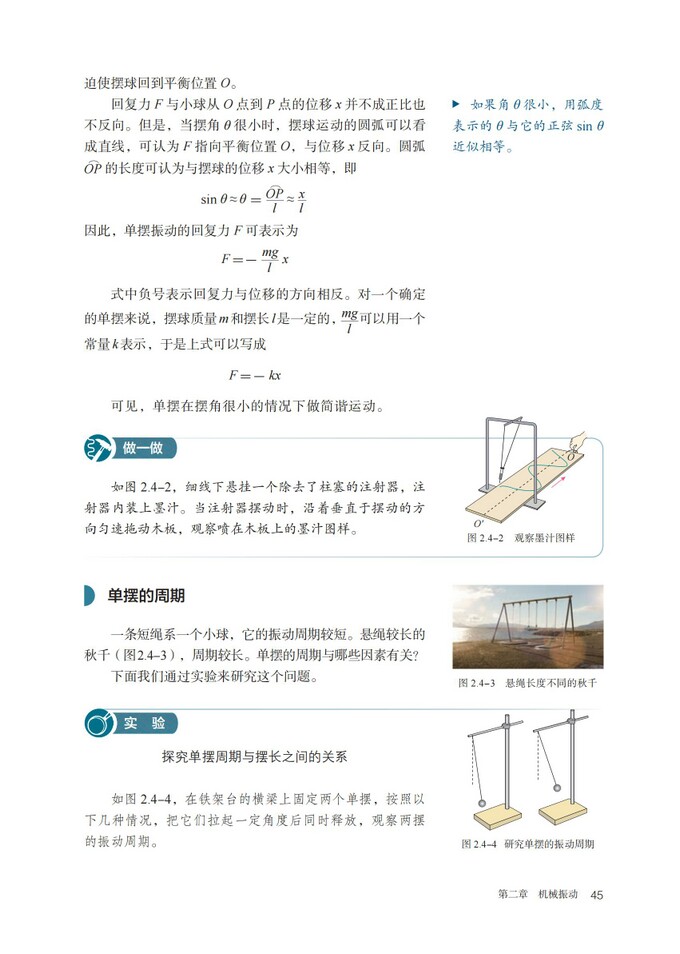 迫使摆球回到平衡位置 O。
回复力 F 与小球从 O 点到 P 点的位移 x 并不成正比也
不反向。但是，当摆角 θ 很小时，摆球运动的圆弧可以看
成直线，可认为 F 指向平衡位置 O，与位移 x 反向。圆弧
O͡P 的长度可认为与摆球的位移 x 大小相等，即
sin θ ≈ θ = O͡P/l ≈ x/l
因此，单摆振动的回复力 F 可表示为
F = − mg/l x
式中负号表示回复力与位移的方向相反。对一个确定
的单摆来说，摆球质量 m 和摆长 l 是一定的，mg/l 可以用一个
常量 k 表示，于是上式可以写成
F = − kx
可见，单摆在摆角很小的情况下做简谐运动。
▶ 如果角 θ 很小，用弧度
表示的 θ 与它的正弦 sin θ
近似相等。
做一做
如图 2.4-2，细线下悬挂一个除去了柱塞的注射器，注
射器内装上墨汁。当注射器摆动时，沿着垂直于摆动的方
向匀速拖动木板，观察喷在木板上的墨汁图样。
O
O′
图 2.4-2 观察墨汁图样
单摆的周期
一条短绳系一个小球，它的振动周期较短。悬绳较长的
秋千（图2.4-3），周期较长。单摆的周期与哪些因素有关？
下面我们通过实验来研究这个问题。
图 2.4-3 悬绳长度不同的秋千
实 验
探究单摆周期与摆长之间的关系
如图 2.4-4，在铁架台的横梁上固定两个单摆，按照以
下几种情况，把它们拉起一定角度后同时释放，观察两摆
的振动周期。
图 2.4-4 研究单摆的振动周期
第二章 机械振动 45